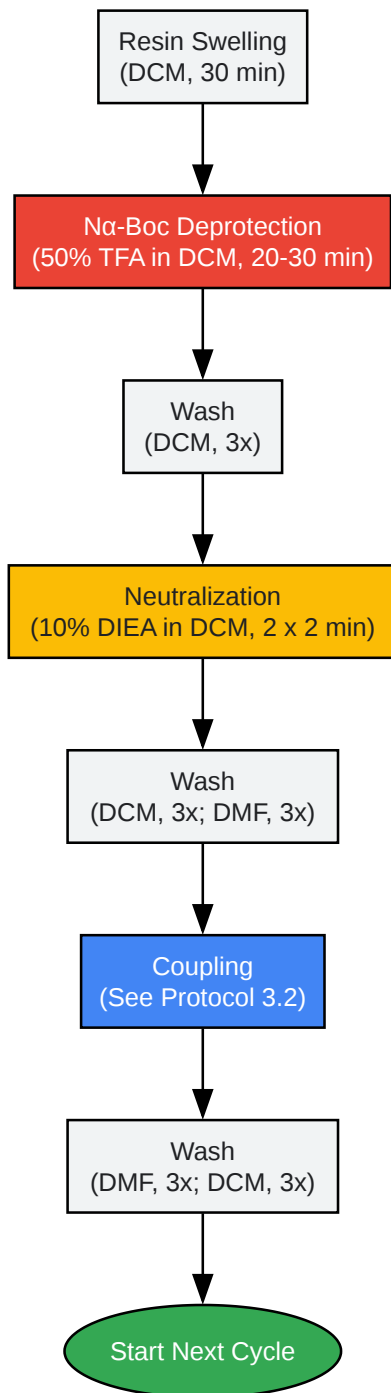 Resin Swelling
(DCM, 30 min)
Nα-Boc Deprotection
(50% TFA in DCM, 20-30 min)
Wash
(DCM, 3x)
Neutralization
(10% DIEA in DCM, 2 x 2 min)
Wash
(DCM, 3x; DMF, 3x)
Coupling
(See Protocol 3.2)
Wash
(DMF, 3x; DCM, 3x)
Start Next Cycle